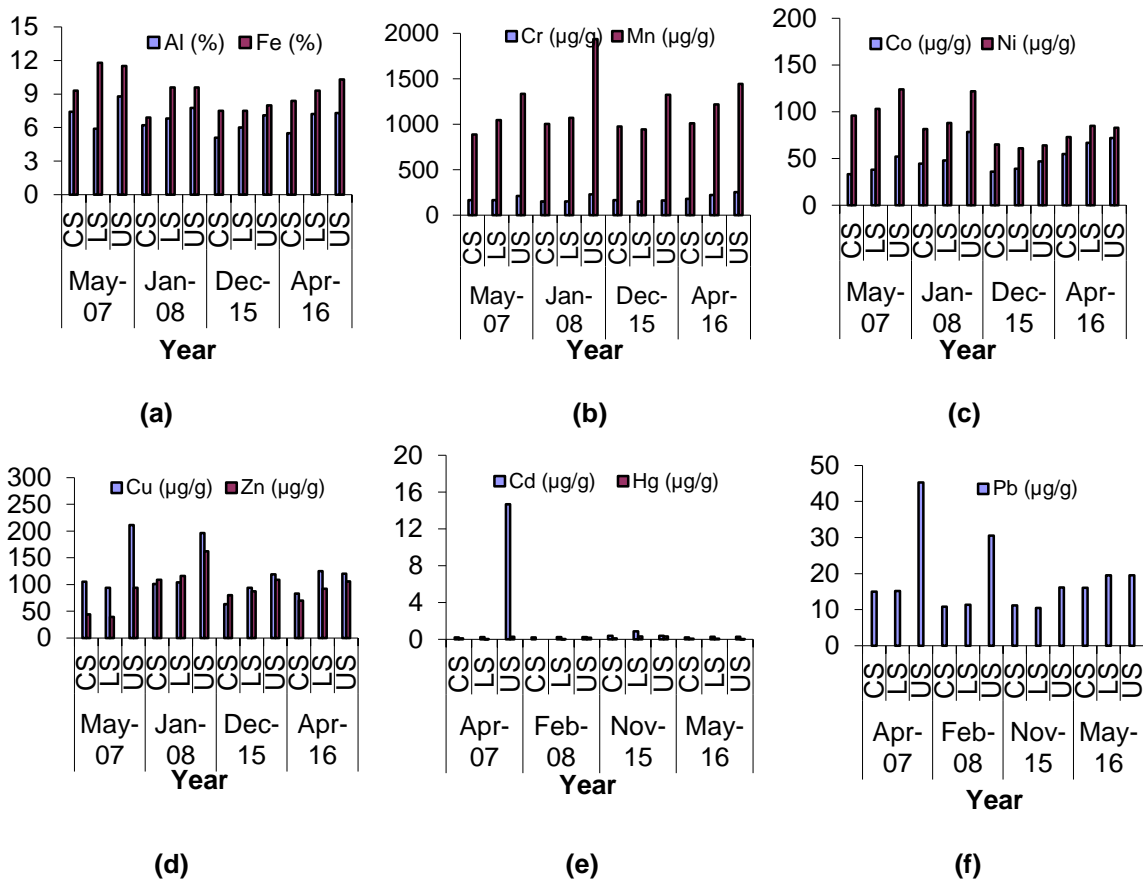 Al (%) Fe (%)
15
12
9
6
3
0
CS LS US CS LS US CS LS US CS LS US
May-07 Jan-08 Dec-15 Apr-16
Year
(a)
Cr (µg/g) Mn (µg/g)
2000
1500
1000
500
0
CS LS US CS LS US CS LS US CS LS US
May-07 Jan-08 Dec-15 Apr-16
Year
(b)
Co (µg/g) Ni (µg/g)
200
150
100
50
0
CS LS US CS LS US CS LS US CS LS US
May-07 Jan-08 Dec-15 Apr-16
Year
(c)
Cu (µg/g) Zn (µg/g)
300
250
200
150
100
50
0
CS LS US CS LS US CS LS US CS LS US
May-07 Jan-08 Dec-15 Apr-16
Year
(d)
Cd (µg/g) Hg (µg/g)
20
16
12
8
4
0
CS LS US CS LS US CS LS US CS LS US
Apr-07 Feb-08 Nov-15 May-16
Year
(e)
Pb (µg/g)
50
40
30
20
10
0
CS LS US CS LS US CS LS US CS LS US
Apr-07 Feb-08 Nov-15 May-16
Year
(f)